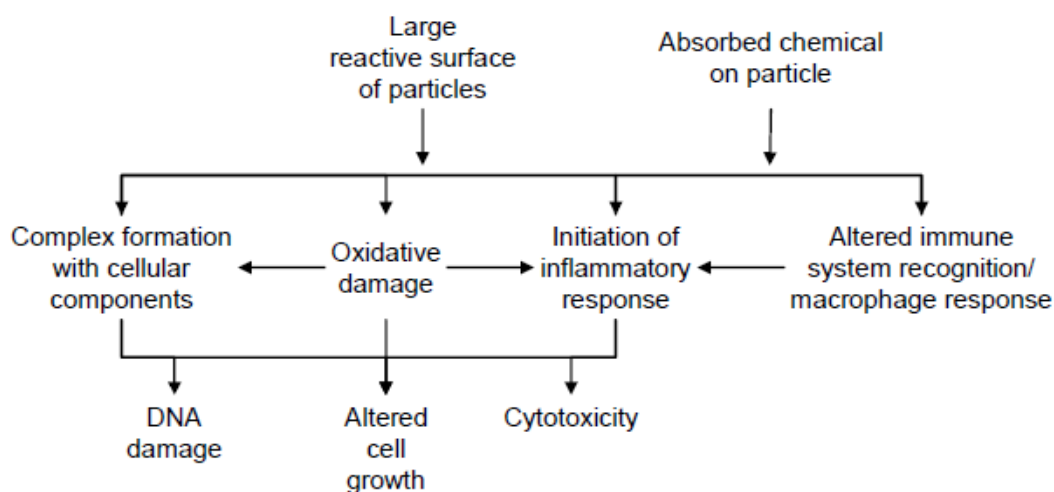 Large
reactive surface
of particles
Absorbed chemical
on particle
Complex formation
with cellular
components
Oxidative
damage
Initiation of
inflammatory
response
Altered immune
system recognition/
macrophage response
DNA
damage
Altered
cell
growth
Cytotoxicity